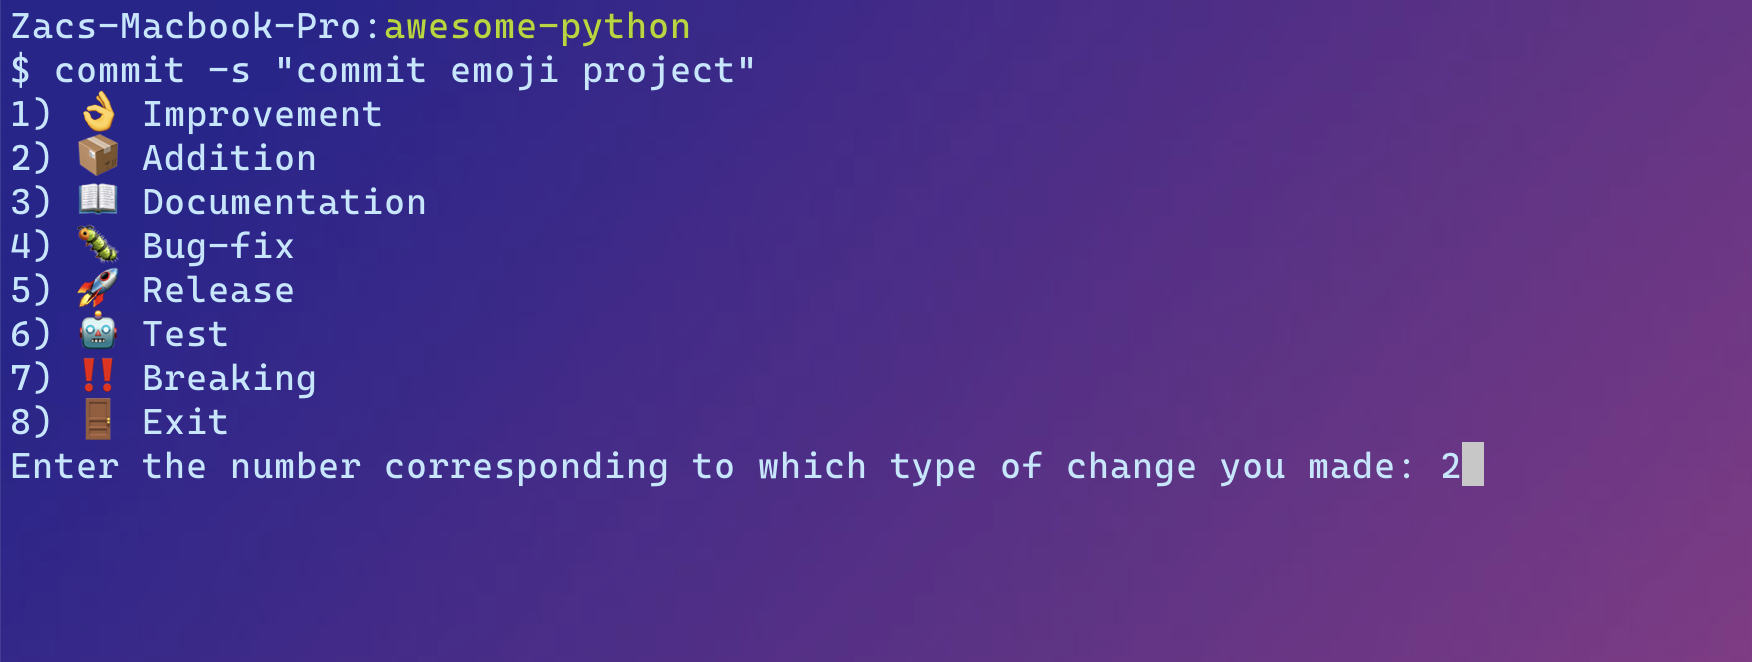 Zacs-Macbook-Pro:awesome-python
$ commit -s "commit emoji project"
1) 👌 Improvement
2) 📦 Addition
3) 📖 Documentation
4) 🐛 Bug-fix
5) 🚀 Release
6) 🤖 Test
7) ‼️ Breaking
8) 🚪 Exit
Enter the number corresponding to which type of change you made: 2